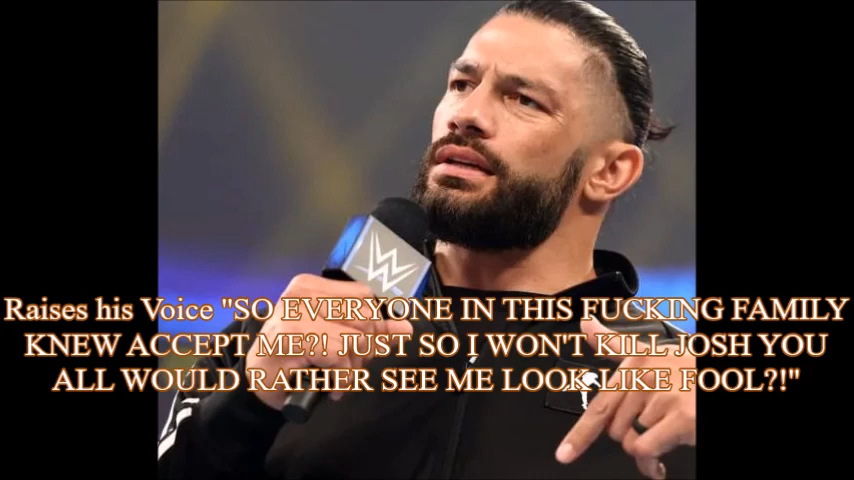 Raises his Voice "SO EVERYONE IN THIS FUCKING FAMILY
KNEW ACCEPT ME?! JUST SO I WON'T KILL JOSH YOU
ALL WOULD RATHER SEE ME LOOK LIKE FOOL?!"
W